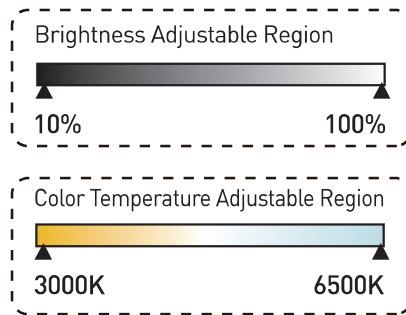 Brightness Adjustable Region
10% 100%
Color Temperature Adjustable Region
3000K 6500K